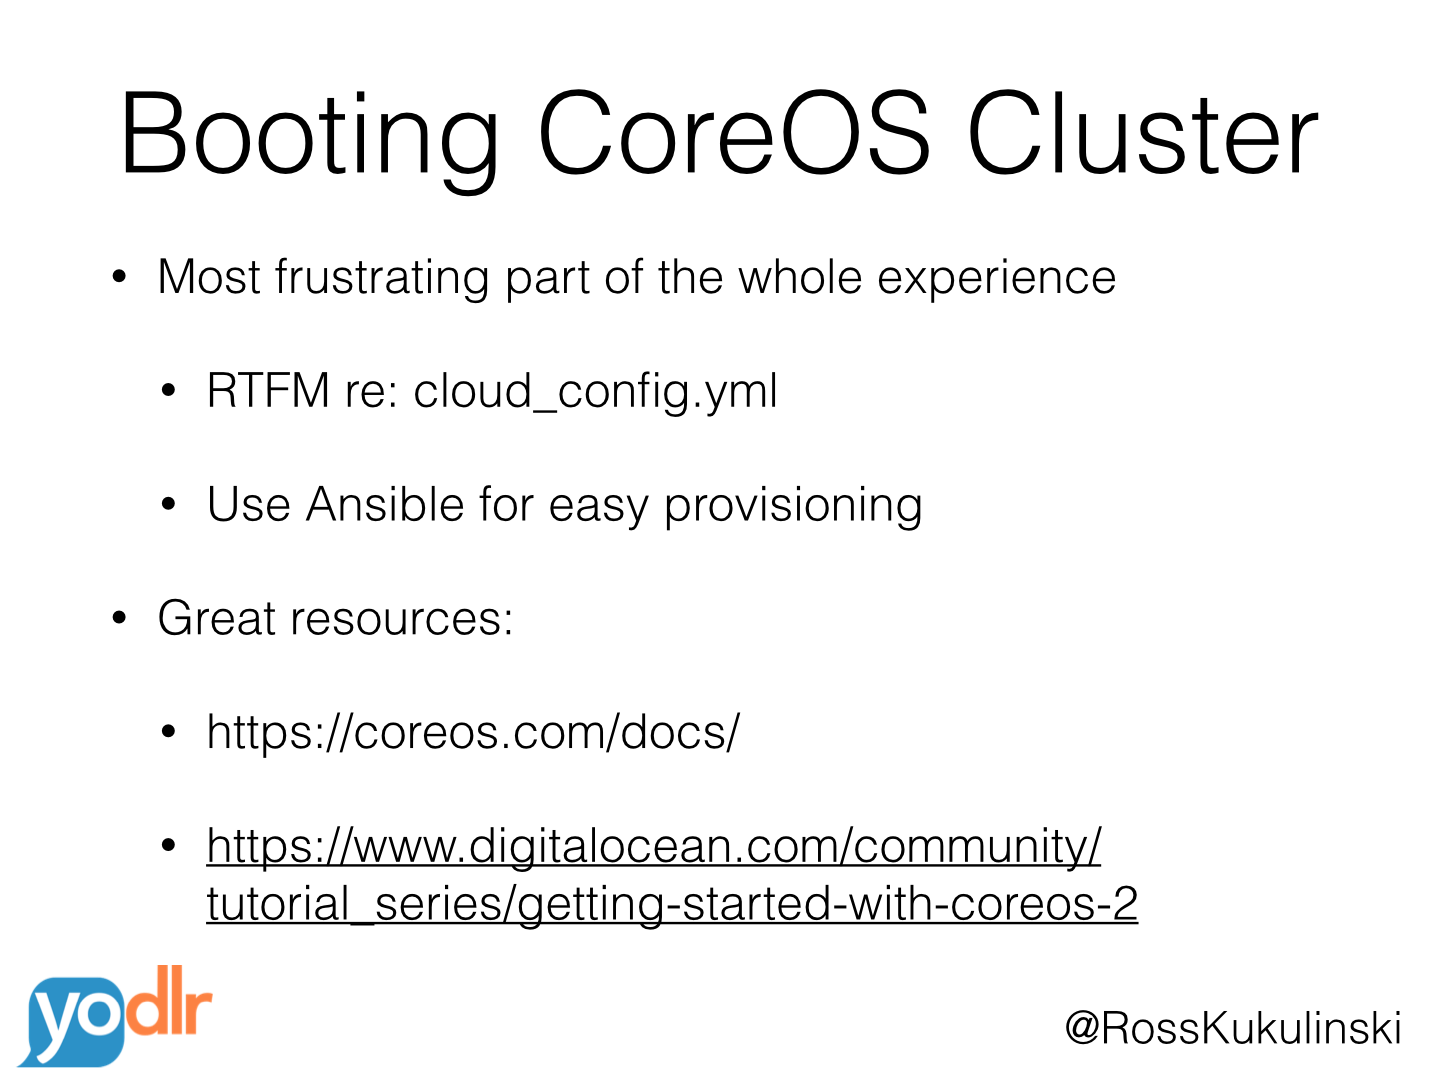 Booting CoreOS Cluster
• Most frustrating part of the whole experience
• RTFM re: cloud_config.yml
• Use Ansible for easy provisioning
• Great resources:
• https://coreos.com/docs/
• https://www.digitalocean.com/community/
tutorial_series/getting-started-with-coreos-2
yodlr
@RossKukulinski